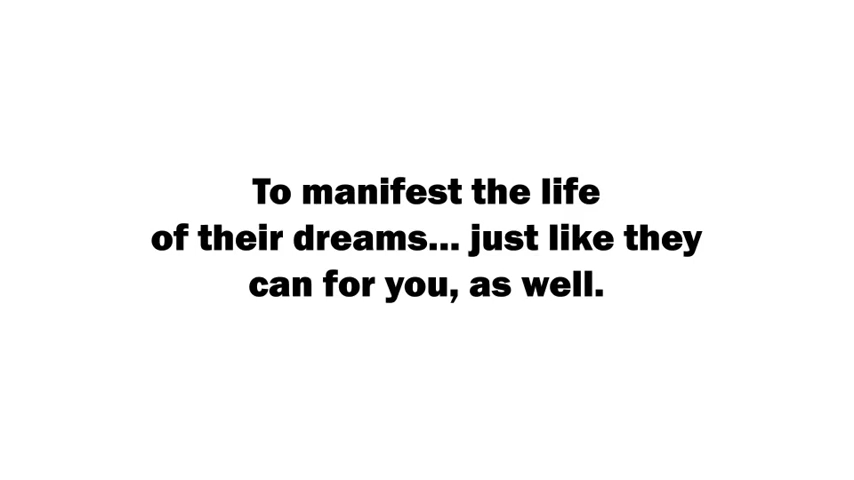 To manifest the life
of their dreams... just like they
can for you, as well.